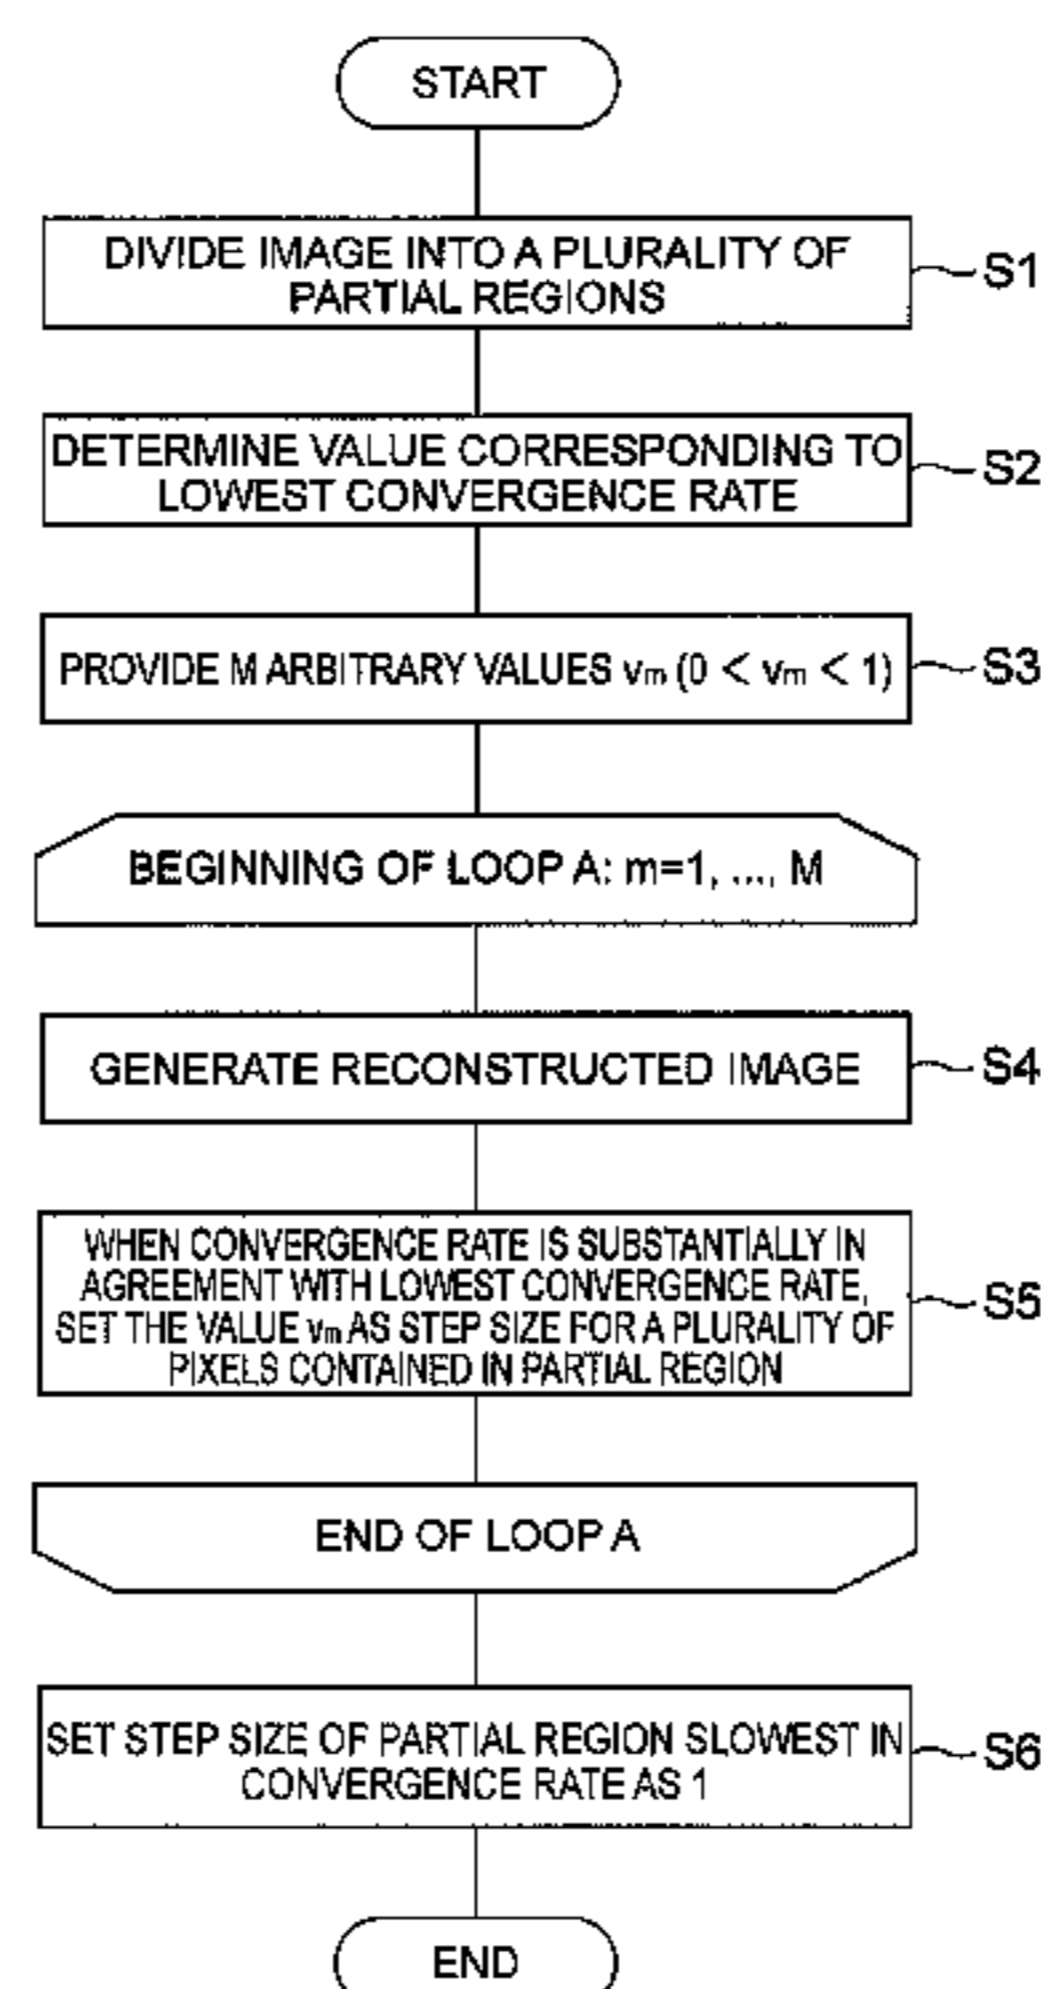 START
DIVIDE IMAGE INTO A PLURALITY OF
PARTIAL REGIONS
S1
DETERMINE VALUE CORRESPONDING TO
LOWEST CONVERGENCE RATE
S2
PROVIDE M ARBITRARY VALUES vm (0 < vm < 1)
S3
BEGINNING OF LOOP A: m=1, ..., M
GENERATE RECONSTRUCTED IMAGE
S4
WHEN CONVERGENCE RATE IS SUBSTANTIALLY IN
AGREEMENT WITH LOWEST CONVERGENCE RATE,
SET THE VALUE vm AS STEP SIZE FOR A PLURALITY OF
PIXELS CONTAINED IN PARTIAL REGION
S5
END OF LOOP A
SET STEP SIZE OF PARTIAL REGION SLOWEST IN
CONVERGENCE RATE AS 1
S6
END